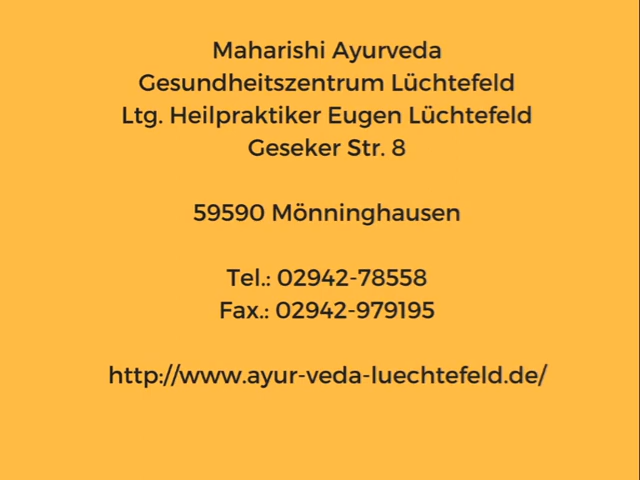 Maharishi Ayurveda
Gesundheitszentrum Lüchtefeld
Ltg. Heilpraktiker Eugen Lüchtefeld
Geseker Str. 8
59590 Mönninghausen
Tel.: 02942-78558
Fax.: 02942-979195
http://www.ayur-veda-luechtefeld.de/